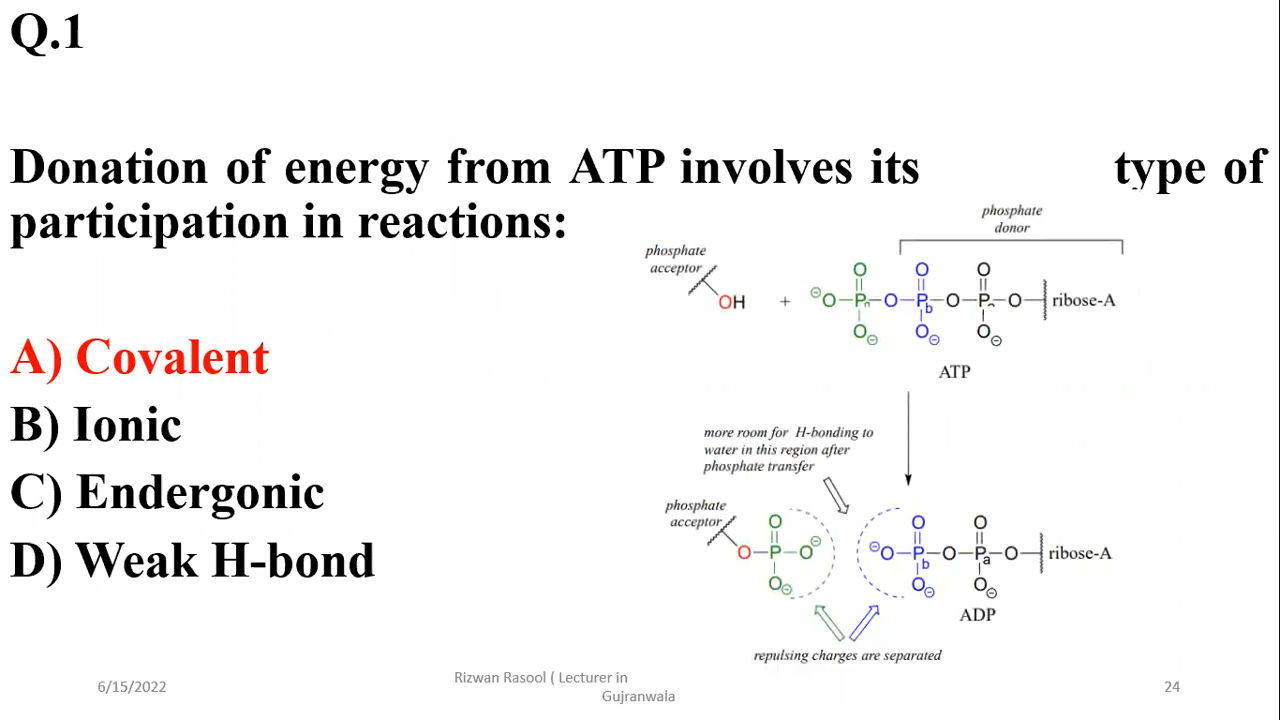 Q.1
Donation of energy from ATP involves its type of
participation in reactions:
A) Covalent
B) Ionic
C) Endergonic
D) Weak H-bond
phosphate
donor
phosphate
acceptor
OH
+
O
O
O
⊖O–P–O–P–O–P–O
b
ribose-A
O⊖
O⊖
O⊖
ATP
more room for H-bonding to
water in this region after
phosphate transfer
phosphate
acceptor
O
O
O
O–P–O⊖
⊖O–P–O–P–O
b
a
ribose-A
O⊖
O⊖
O⊖
ADP
repulsing charges are separated
6/15/2022
Rizwan Rasool ( Lecturer in
Gujranwala
24